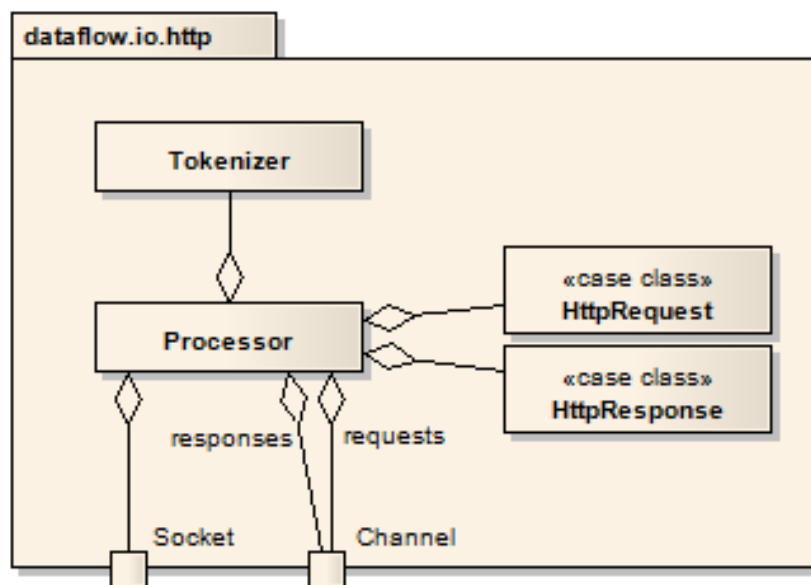 dataflow.io.http
Tokenizer
«case class»
HttpRequest
Processor
«case class»
HttpResponse
responses
requests
Socket
Channel